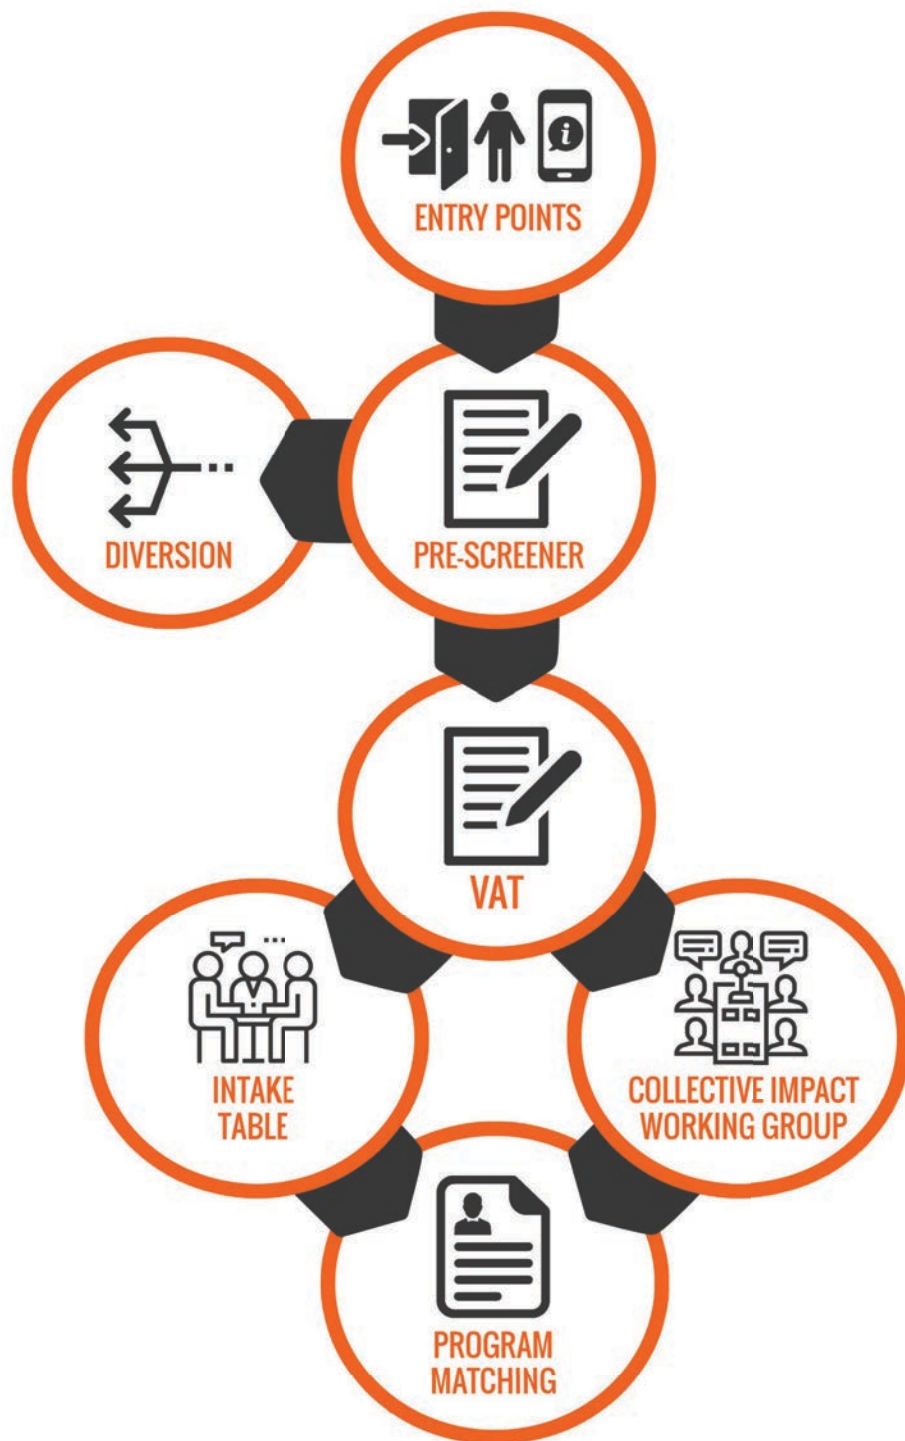 ENTRY POINTS
DIVERSION
PRE-SCREENER
VAT
INTAKE
TABLE
COLLECTIVE IMPACT
WORKING GROUP
PROGRAM
MATCHING